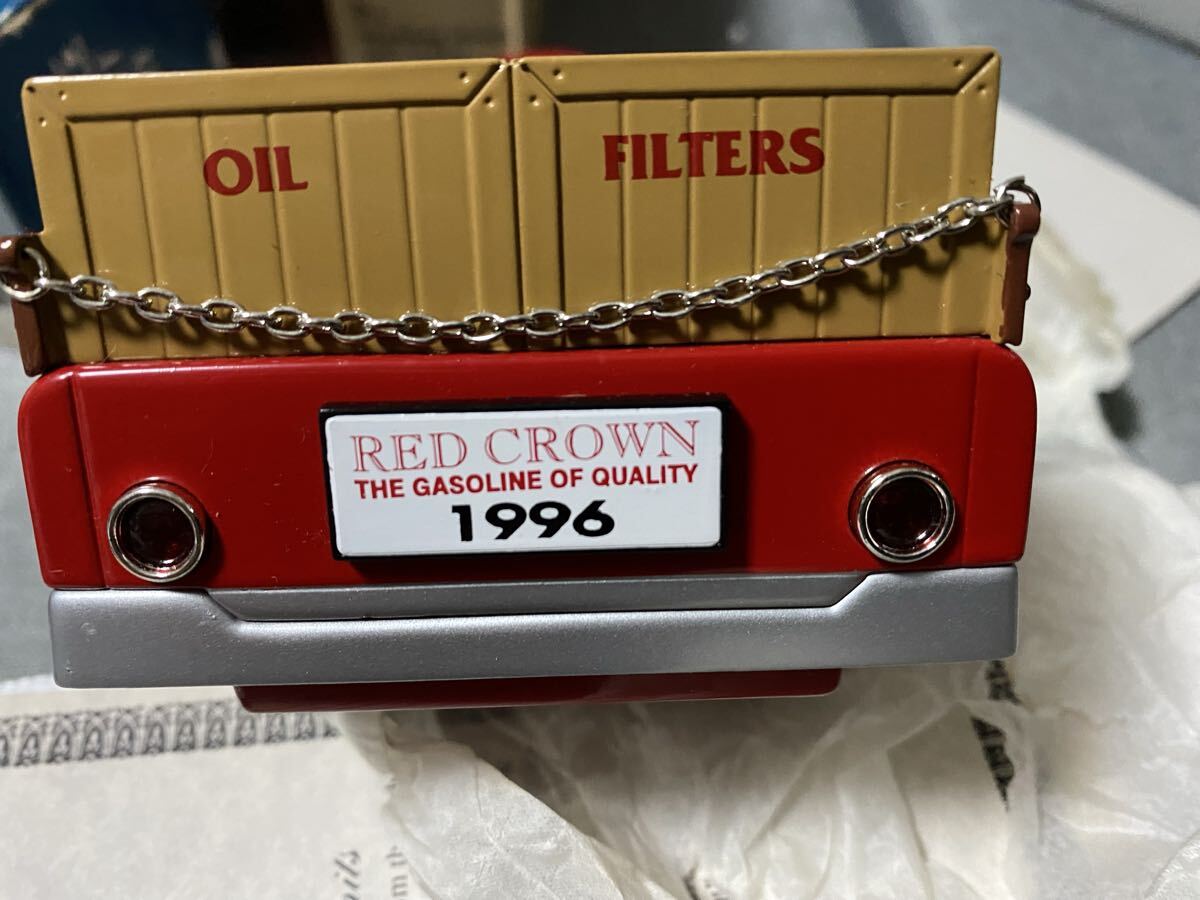 OIL FILTERS
RED CROWN
THE GASOLINE OF QUALITY
1996